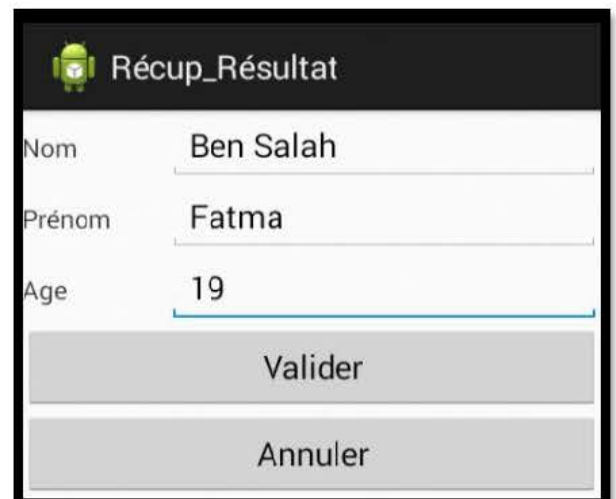 Récup_Résultat
Nom Ben Salah
Prénom Fatma
Age 19
Valider
Annuler